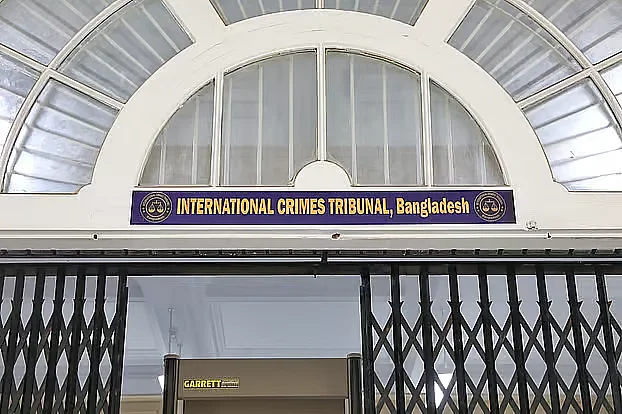 INTERNATIONAL CRIMES TRIBUNAL, Bangladesh
GARRETT